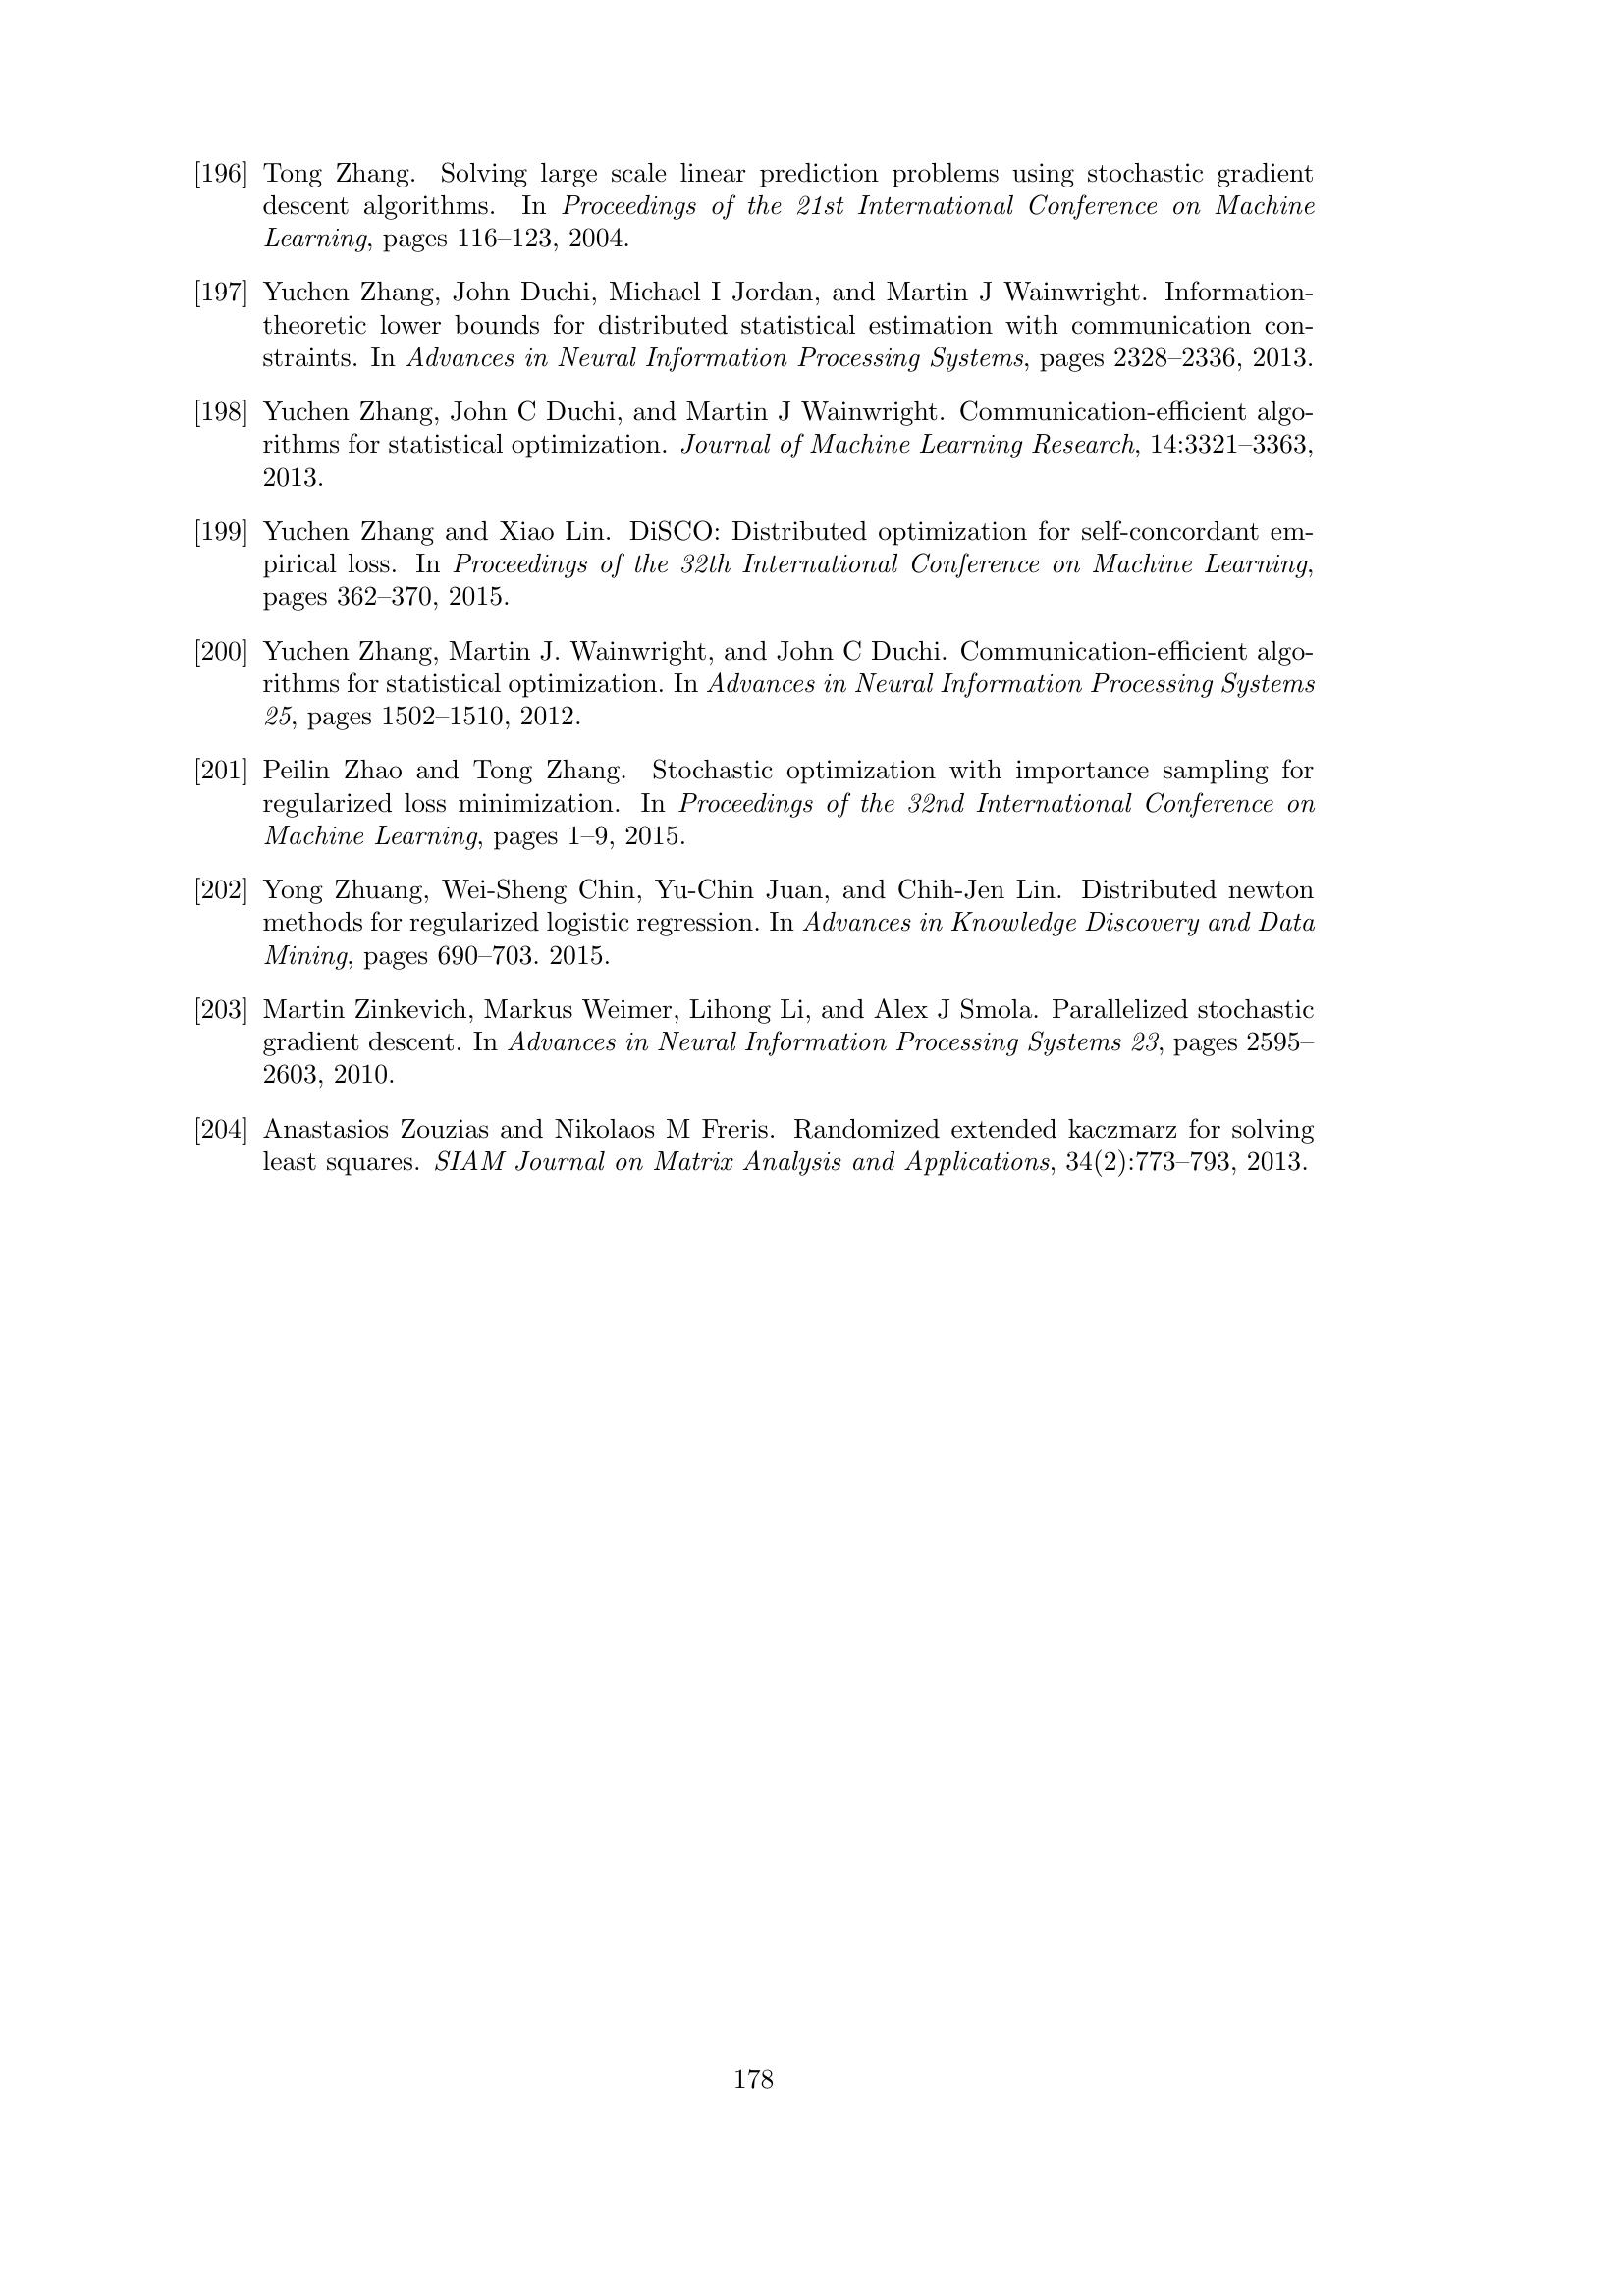 [196] Tong Zhang. Solving large scale linear prediction problems using stochastic gradient
descent algorithms. In Proceedings of the 21st International Conference on Machine
Learning, pages 116–123, 2004.
[197] Yuchen Zhang, John Duchi, Michael I Jordan, and Martin J Wainwright. Information-
theoretic lower bounds for distributed statistical estimation with communication con-
straints. In Advances in Neural Information Processing Systems, pages 2328–2336, 2013.
[198] Yuchen Zhang, John C Duchi, and Martin J Wainwright. Communication-efficient algo-
rithms for statistical optimization. Journal of Machine Learning Research, 14:3321–3363,
2013.
[199] Yuchen Zhang and Xiao Lin. DiSCO: Distributed optimization for self-concordant em-
pirical loss. In Proceedings of the 32th International Conference on Machine Learning,
pages 362–370, 2015.
[200] Yuchen Zhang, Martin J. Wainwright, and John C Duchi. Communication-efficient algo-
rithms for statistical optimization. In Advances in Neural Information Processing Systems
25, pages 1502–1510, 2012.
[201] Peilin Zhao and Tong Zhang. Stochastic optimization with importance sampling for
regularized loss minimization. In Proceedings of the 32nd International Conference on
Machine Learning, pages 1–9, 2015.
[202] Yong Zhuang, Wei-Sheng Chin, Yu-Chin Juan, and Chih-Jen Lin. Distributed newton
methods for regularized logistic regression. In Advances in Knowledge Discovery and Data
Mining, pages 690–703. 2015.
[203] Martin Zinkevich, Markus Weimer, Lihong Li, and Alex J Smola. Parallelized stochastic
gradient descent. In Advances in Neural Information Processing Systems 23, pages 2595–
2603, 2010.
[204] Anastasios Zouzias and Nikolaos M Freris. Randomized extended kaczmarz for solving
least squares. SIAM Journal on Matrix Analysis and Applications, 34(2):773–793, 2013.
178